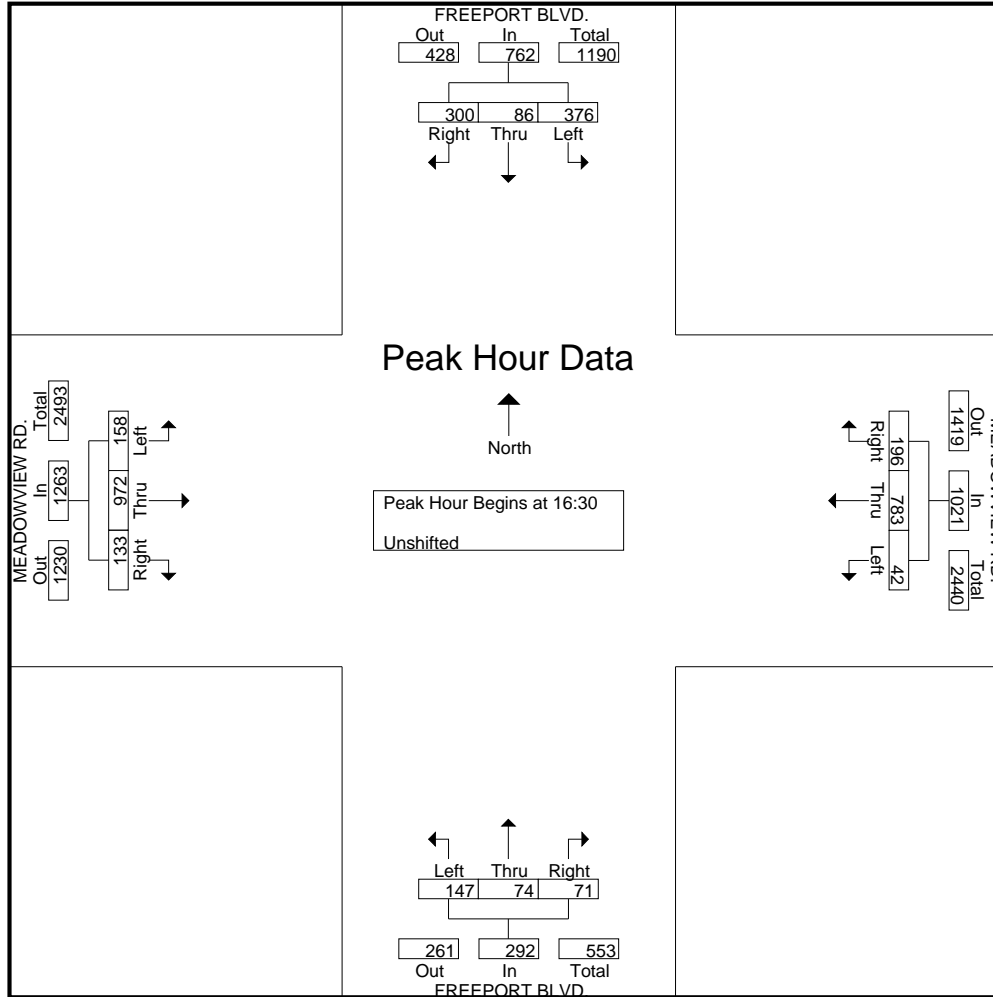 FREEPORT BLVD.
Out In Total
428 762 1190
300 86 376
Right Thru Left
Peak Hour Data
North
Peak Hour Begins at 16:30
Unshifted
MEADOWVIEW RD.
Out In Total
1230 1263 2493
133 972 158
Right Thru Left
Out In Total
1419 1021 2440
196 783 42
Right Thru Left
Left Thru Right
147 74 71
261 292 553
Out In Total
FREEPORT BLVD